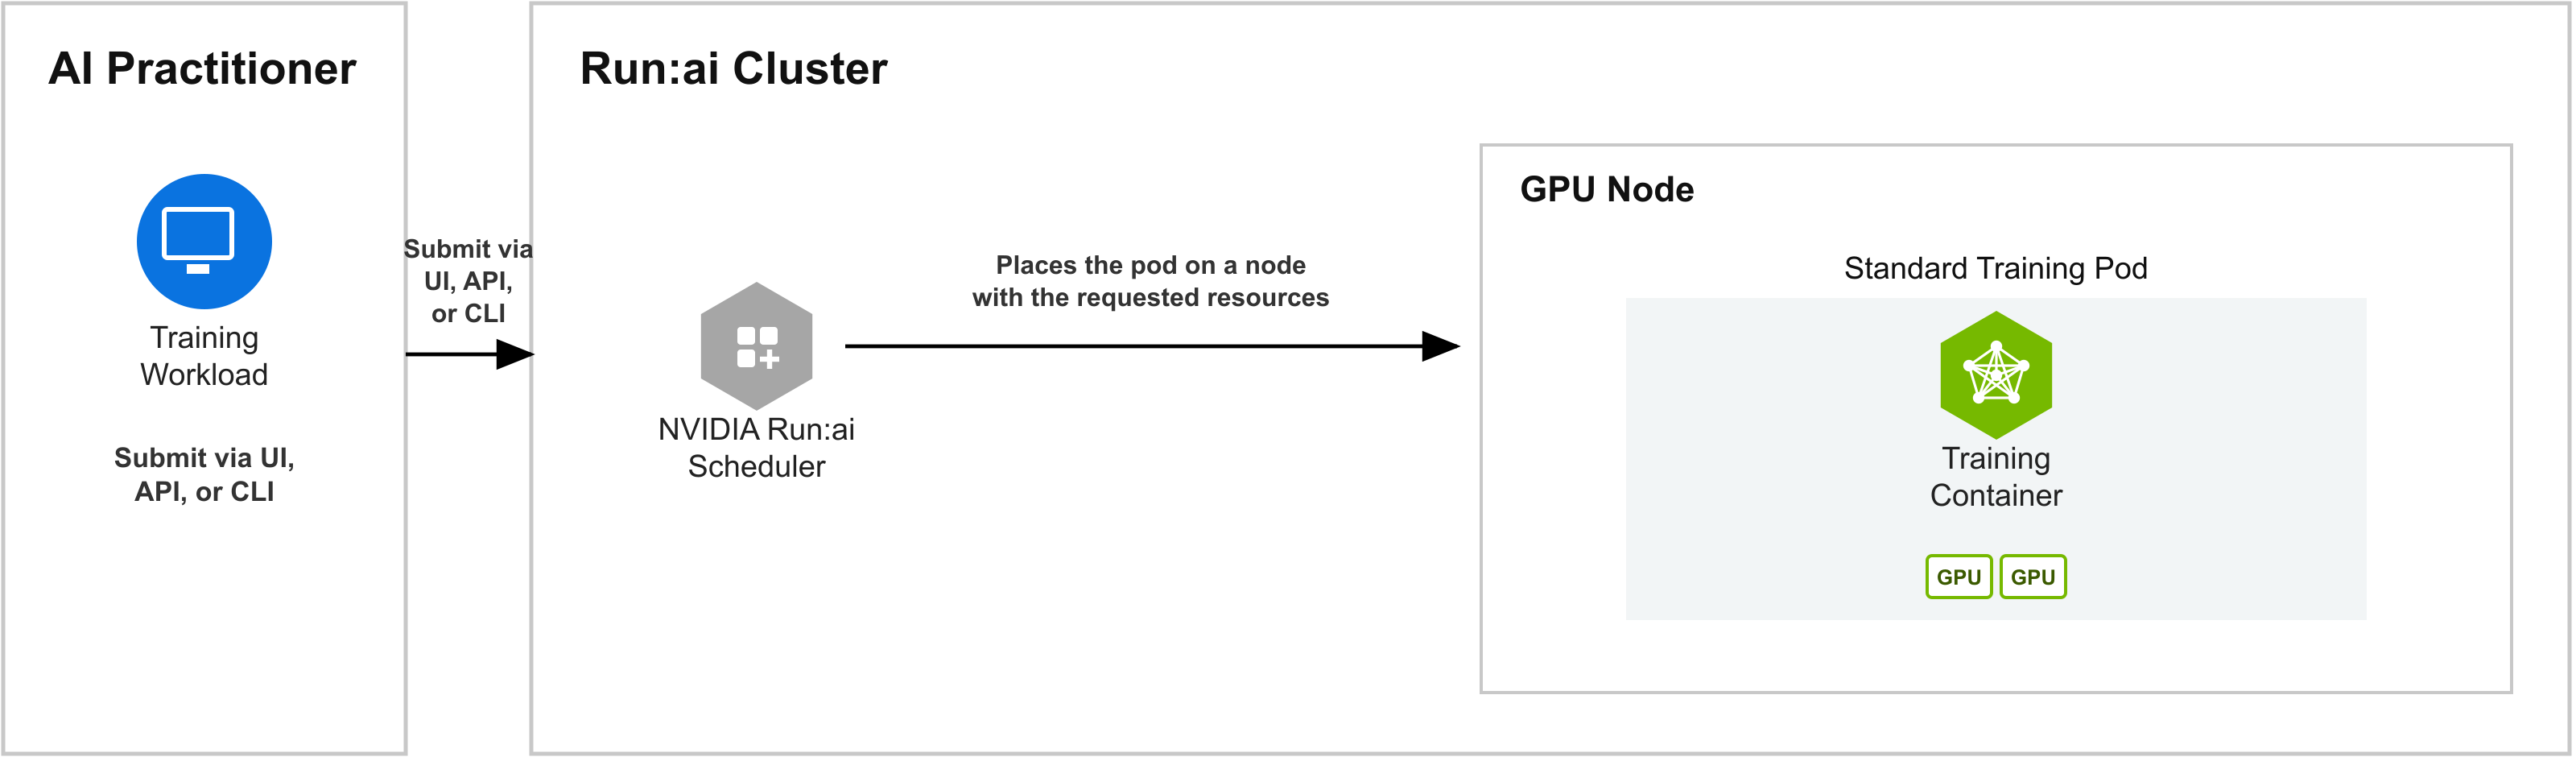 AI Practitioner
Training
Workload
Submit via UI,
API, or CLI
Submit via
UI, API,
or CLI
Run:ai Cluster
NVIDIA Run:ai
Scheduler
Places the pod on a node
with the requested resources
GPU Node
Standard Training Pod
Training
Container
GPU GPU